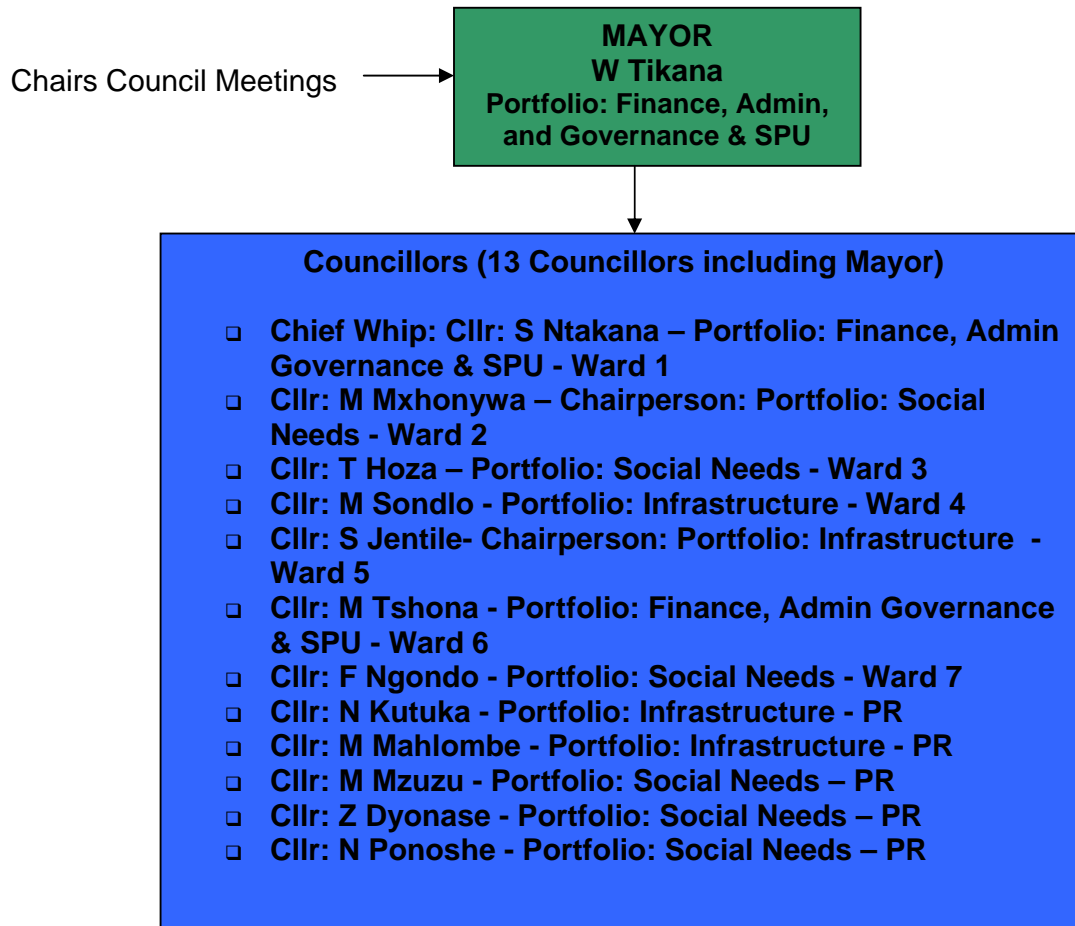 MAYOR
W Tikana
Chairs Council Meetings
Portfolio: Finance, Admin,
and Governance & SPU
Councillors (13 Councillors including Mayor)
❑ Chief Whip: Cllr: S Ntakana – Portfolio: Finance, Admin
Governance & SPU - Ward 1
❑ Cllr: M Mxhonywa – Chairperson: Portfolio: Social
Needs - Ward 2
❑ Cllr: T Hoza – Portfolio: Social Needs - Ward 3
❑ Cllr: M Sondlo - Portfolio: Infrastructure - Ward 4
❑ Cllr: S Jentile- Chairperson: Portfolio: Infrastructure -
Ward 5
❑ Cllr: M Tshona - Portfolio: Finance, Admin Governance
& SPU - Ward 6
❑ Cllr: F Ngondo - Portfolio: Social Needs - Ward 7
❑ Cllr: N Kutuka - Portfolio: Infrastructure - PR
❑ Cllr: M Mahlombe - Portfolio: Infrastructure - PR
❑ Cllr: M Mzuzu - Portfolio: Social Needs – PR
❑ Cllr: Z Dyonase - Portfolio: Social Needs – PR
❑ Cllr: N Ponoshe - Portfolio: Social Needs – PR